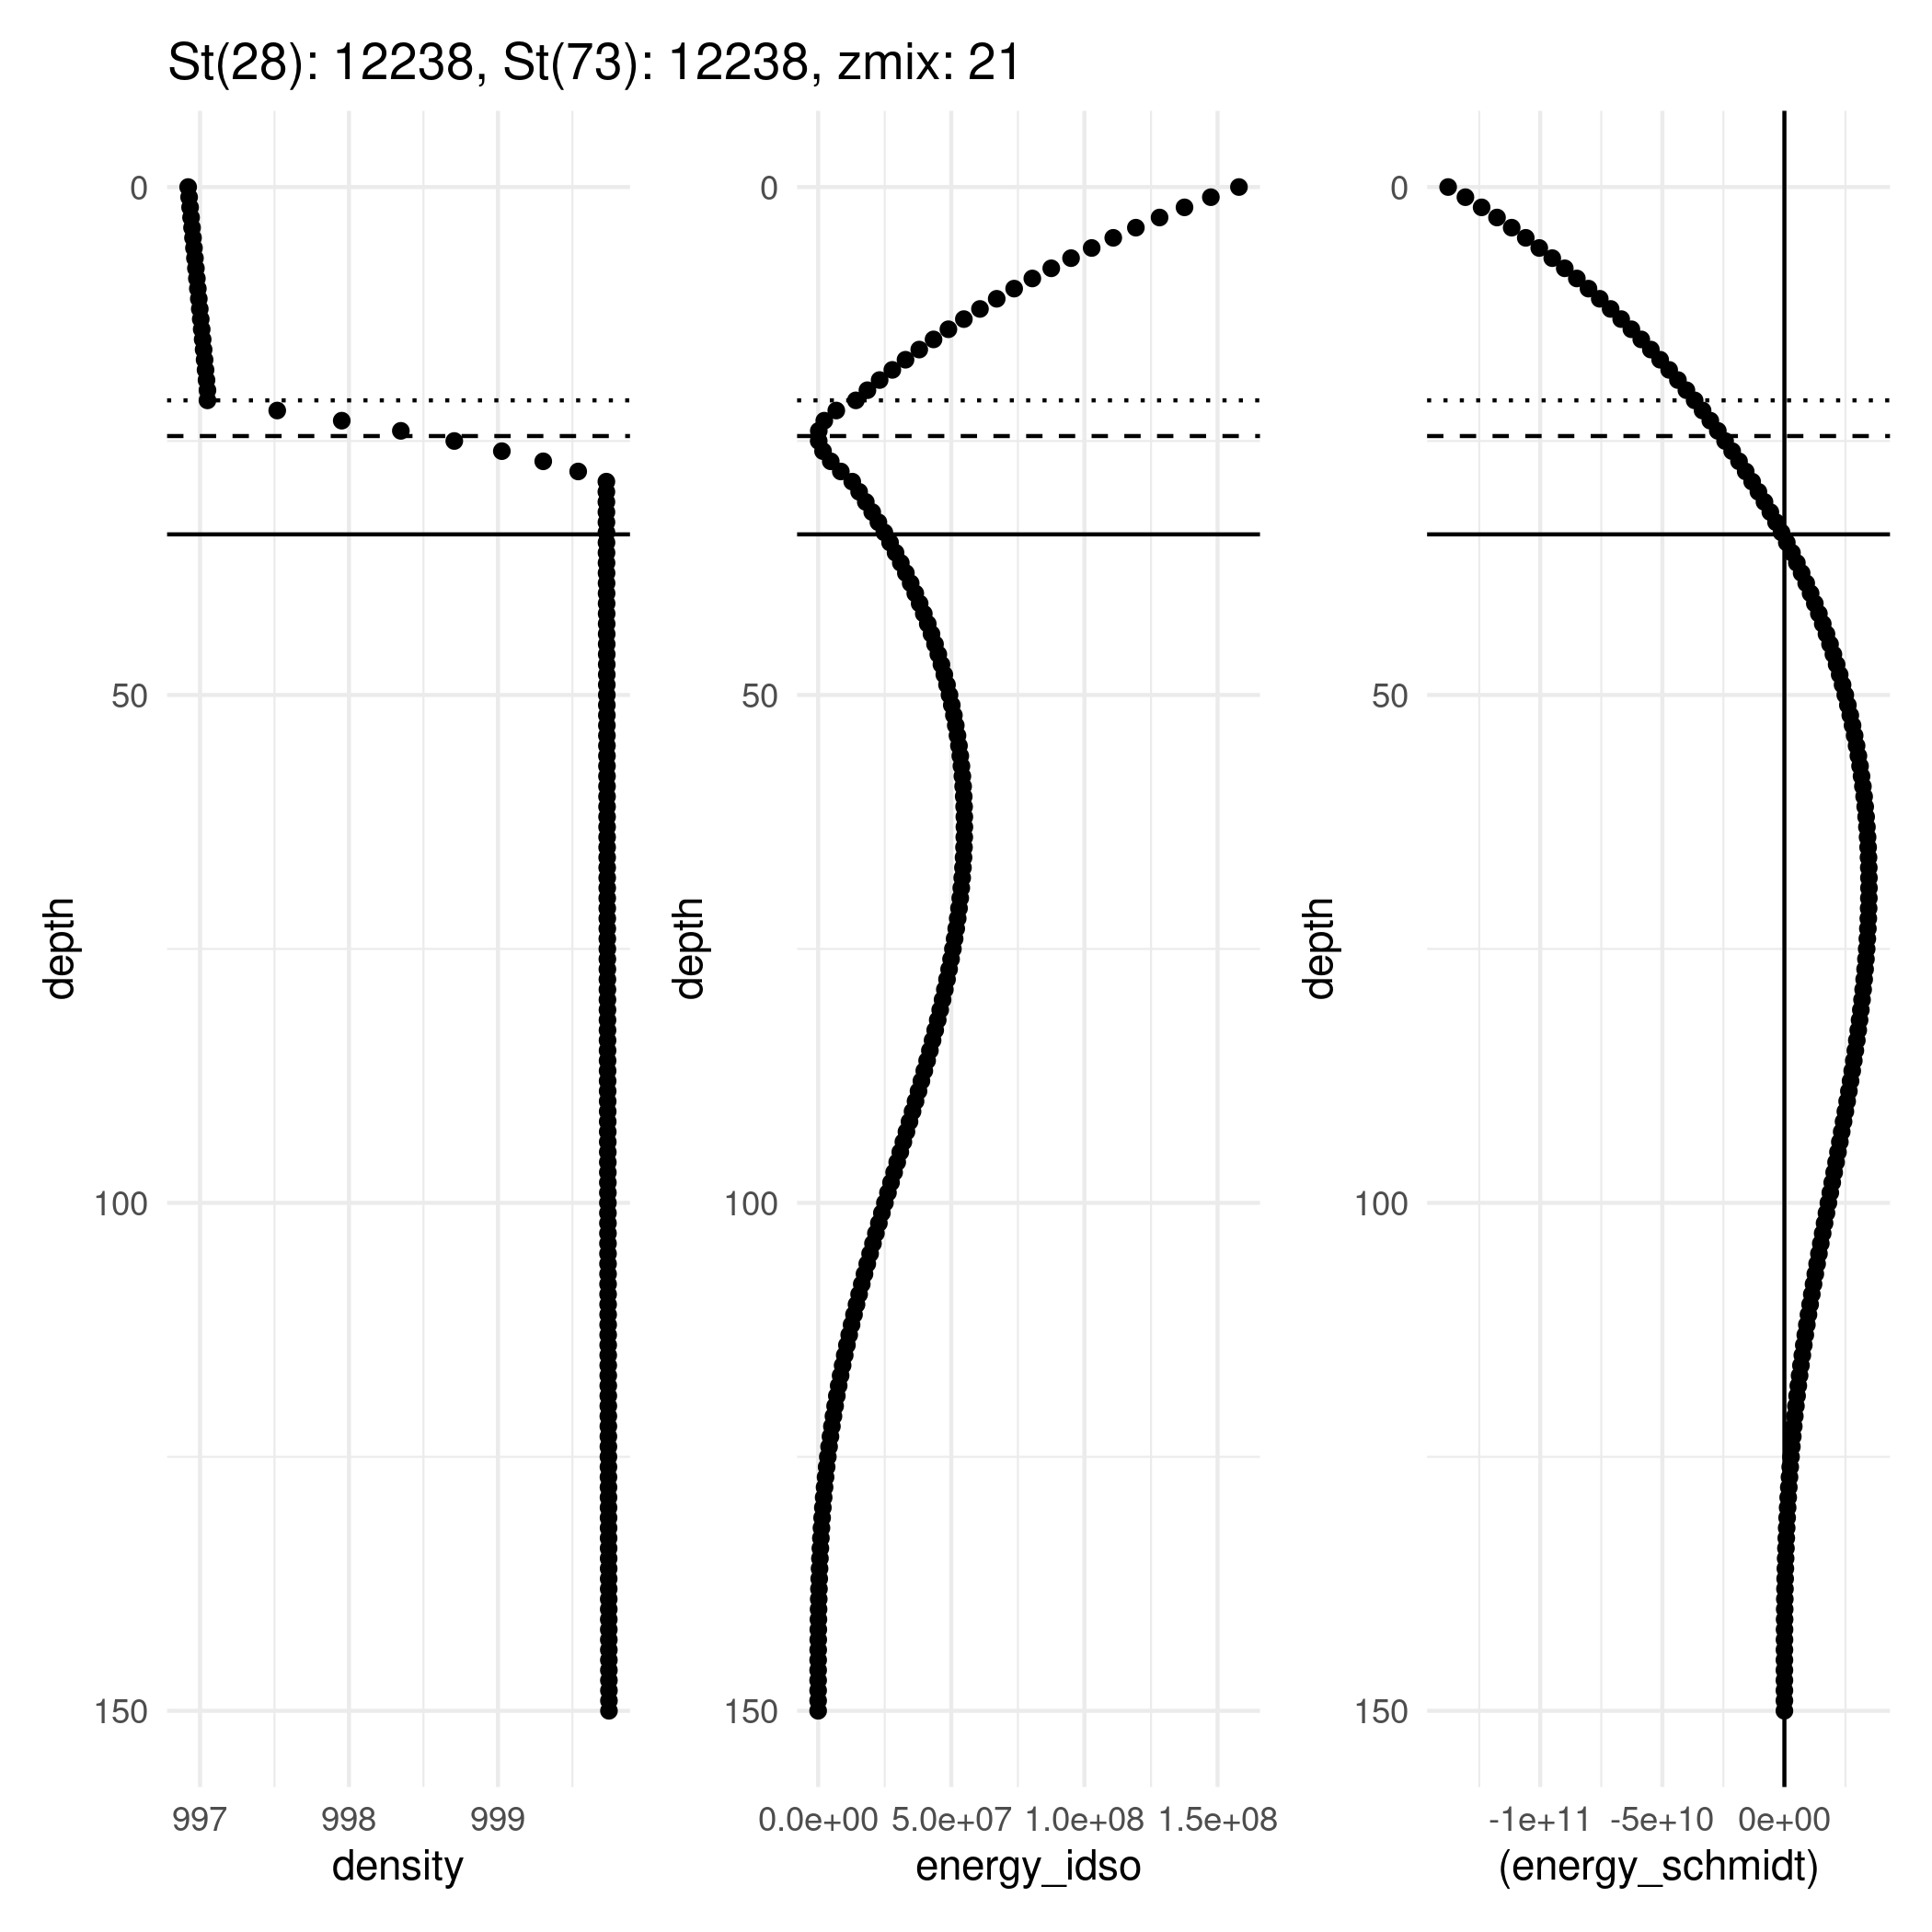 St(28): 12238, St(73): 12238, zmix: 21
0
50
100
150
depth
997 998 999
density
0
50
100
150
depth
0.0e+00 5.0e+07 1.0e+08 1.5e+08
energy_idso
0
50
100
150
depth
-1e+11 -5e+10 0e+00
(energy_schmidt)